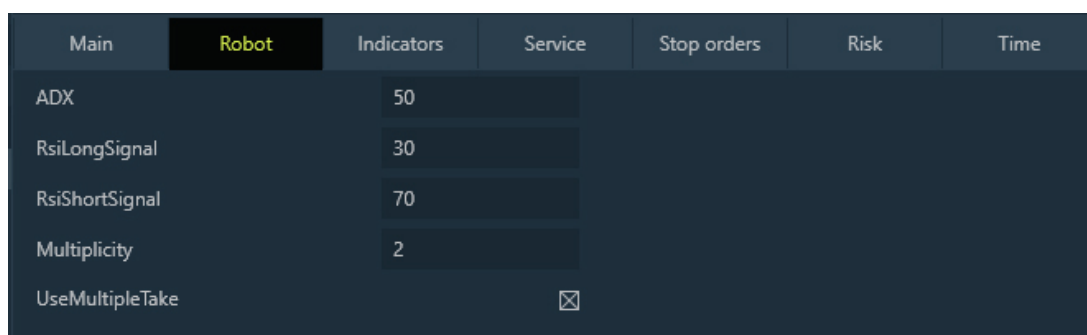 Main Robot Indicators Service Stop orders Risk Time
ADX 50
RsiLongSignal 30
RsiShortSignal 70
Multiplicity 2
UseMultipleTake